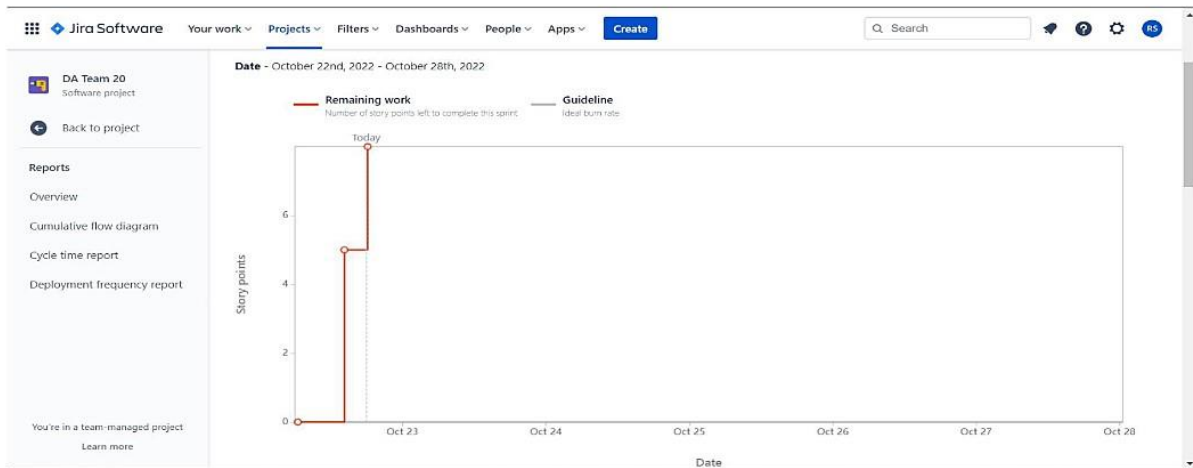 Jira Software Your work Projects Filters Dashboards People Apps Create Search RS
DA Team 20
Software project
Back to project
Reports
Overview
Cumulative flow diagram
Cycle time report
Deployment frequency report
You're in a team-managed project
Learn more
Date - October 22nd, 2022 - October 28th, 2022
Remaining work
Number of story points left to complete this sprint
Guideline
Ideal burn rate
Today
Story points
6
4
2
0
Oct 23 Oct 24 Oct 25 Oct 26 Oct 27 Oct 28
Date